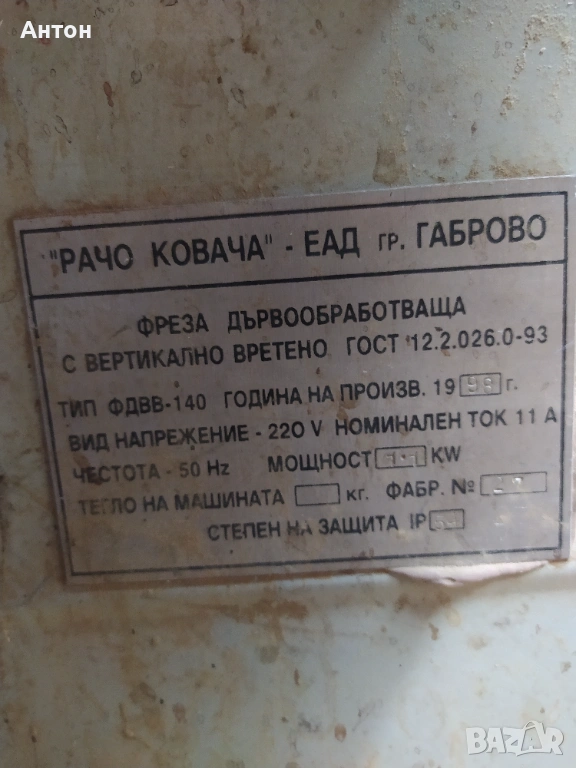 Антон
"РАЧО КОВАЧА" - ЕАД ГР. ГАБРОВО
ФРЕЗА ДЪРВООБРАБОТВАЩА
С ВЕРТИКАЛНО ВРЕТЕНО ГОСТ 12.2.026.0-93
ТИП ФДВВ-140 ГОДИНА НА ПРОИЗВ. 1998 г.
ВИД НАПРЕЖЕНИЕ - 220 V НОМИНАЛЕН ТОК 11 А
ЧЕСТОТА - 50 Hz МОЩНОСТ KW
ТЕГЛО НА МАШИНАТА кг. ФАБР. №
СТЕПЕН НА ЗАЩИТА IP
BAZAR